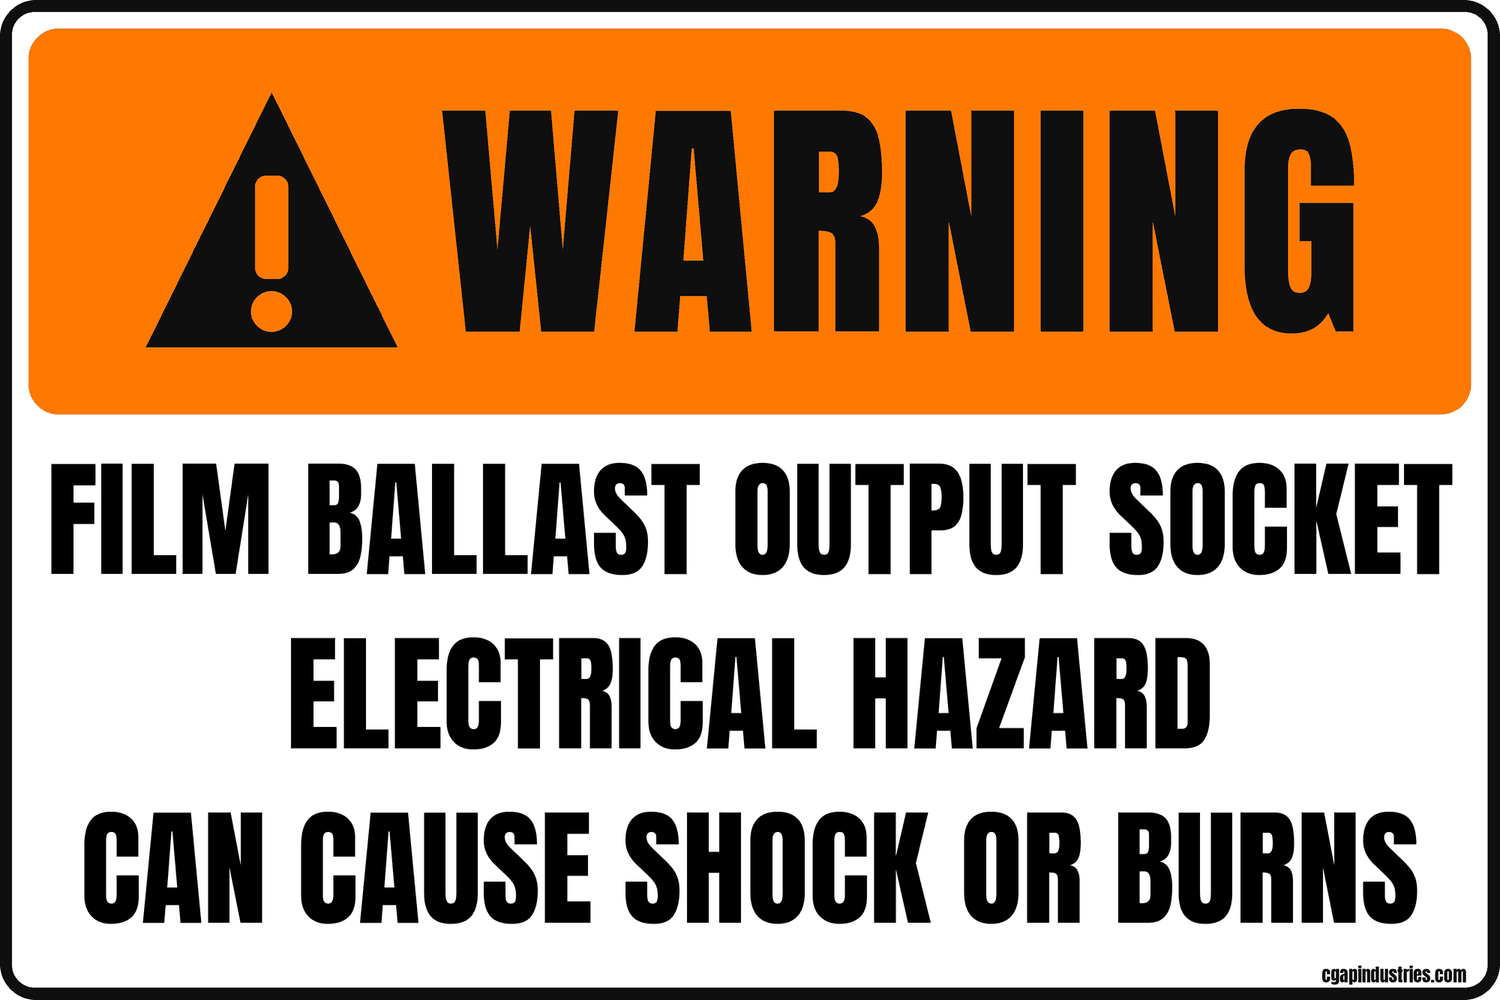 WARNING
FILM BALLAST OUTPUT SOCKET
ELECTRICAL HAZARD
CAN CAUSE SHOCK OR BURNS
cgapindustries.com